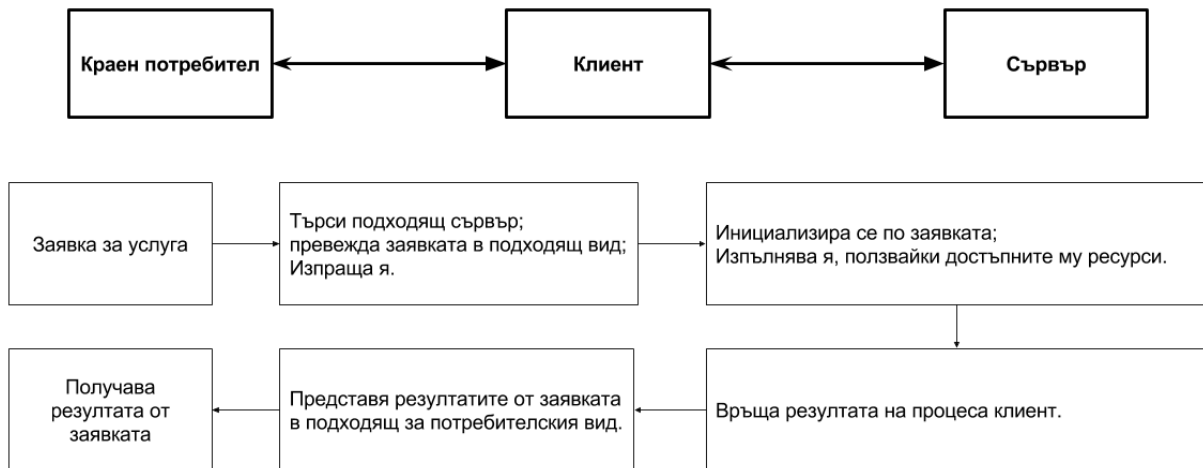 Краен потребител
Клиент
Сървър
Заявка за услуга
Търси подходящ сървър;
превежда заявката в подходящ вид;
Изпраща я.
Инициализира се по заявката;
Изпълнява я, ползвайки достъпните му ресурси.
Получава
резултата от
заявката
Представя резултатите от заявката
в подходящ за потребителския вид.
Връща резултата на процеса клиент.